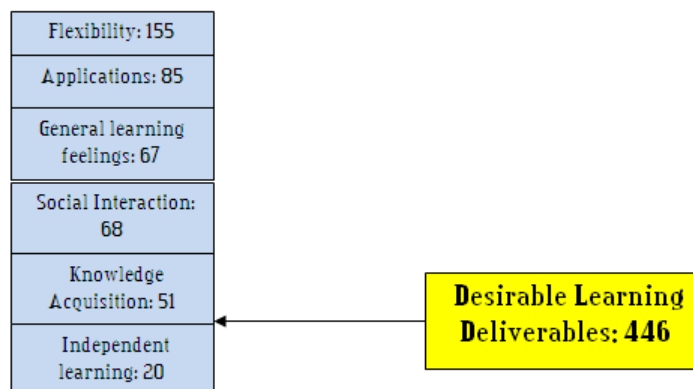 Flexibility: 155
Applications: 85
General learning
feelings: 67
Social Interaction:
68
Knowledge
Acquisition: 51
Independent
learning: 20
Desirable Learning
Deliverables: 446